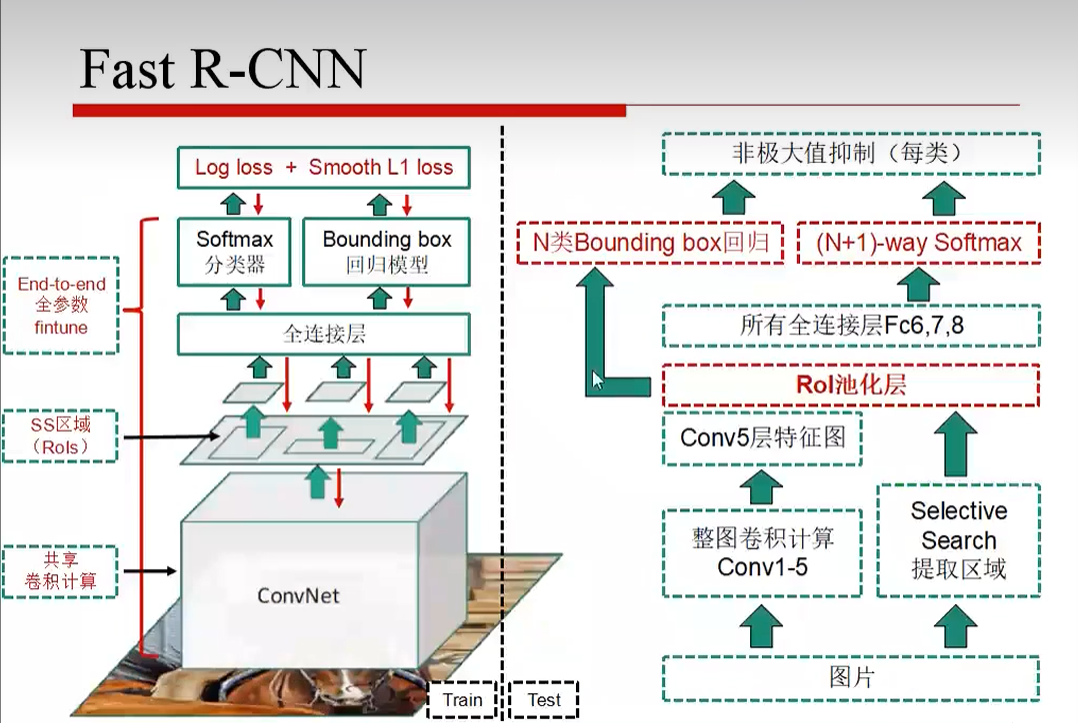 Fast R-CNN
Log loss + Smooth L1 loss
Softmax
分类器
Bounding box
回归模型
End-to-end
全参数
fintune
全连接层
SS区域
（RoIs）
共享
卷积计算
ConvNet
Train
Test
非极大值抑制（每类）
N类Bounding box回归
(N+1)-way Softmax
所有全连接层Fc6,7,8
RoI池化层
Conv5层特征图
整图卷积计算
Conv1-5
Selective
Search
提取区域
图片